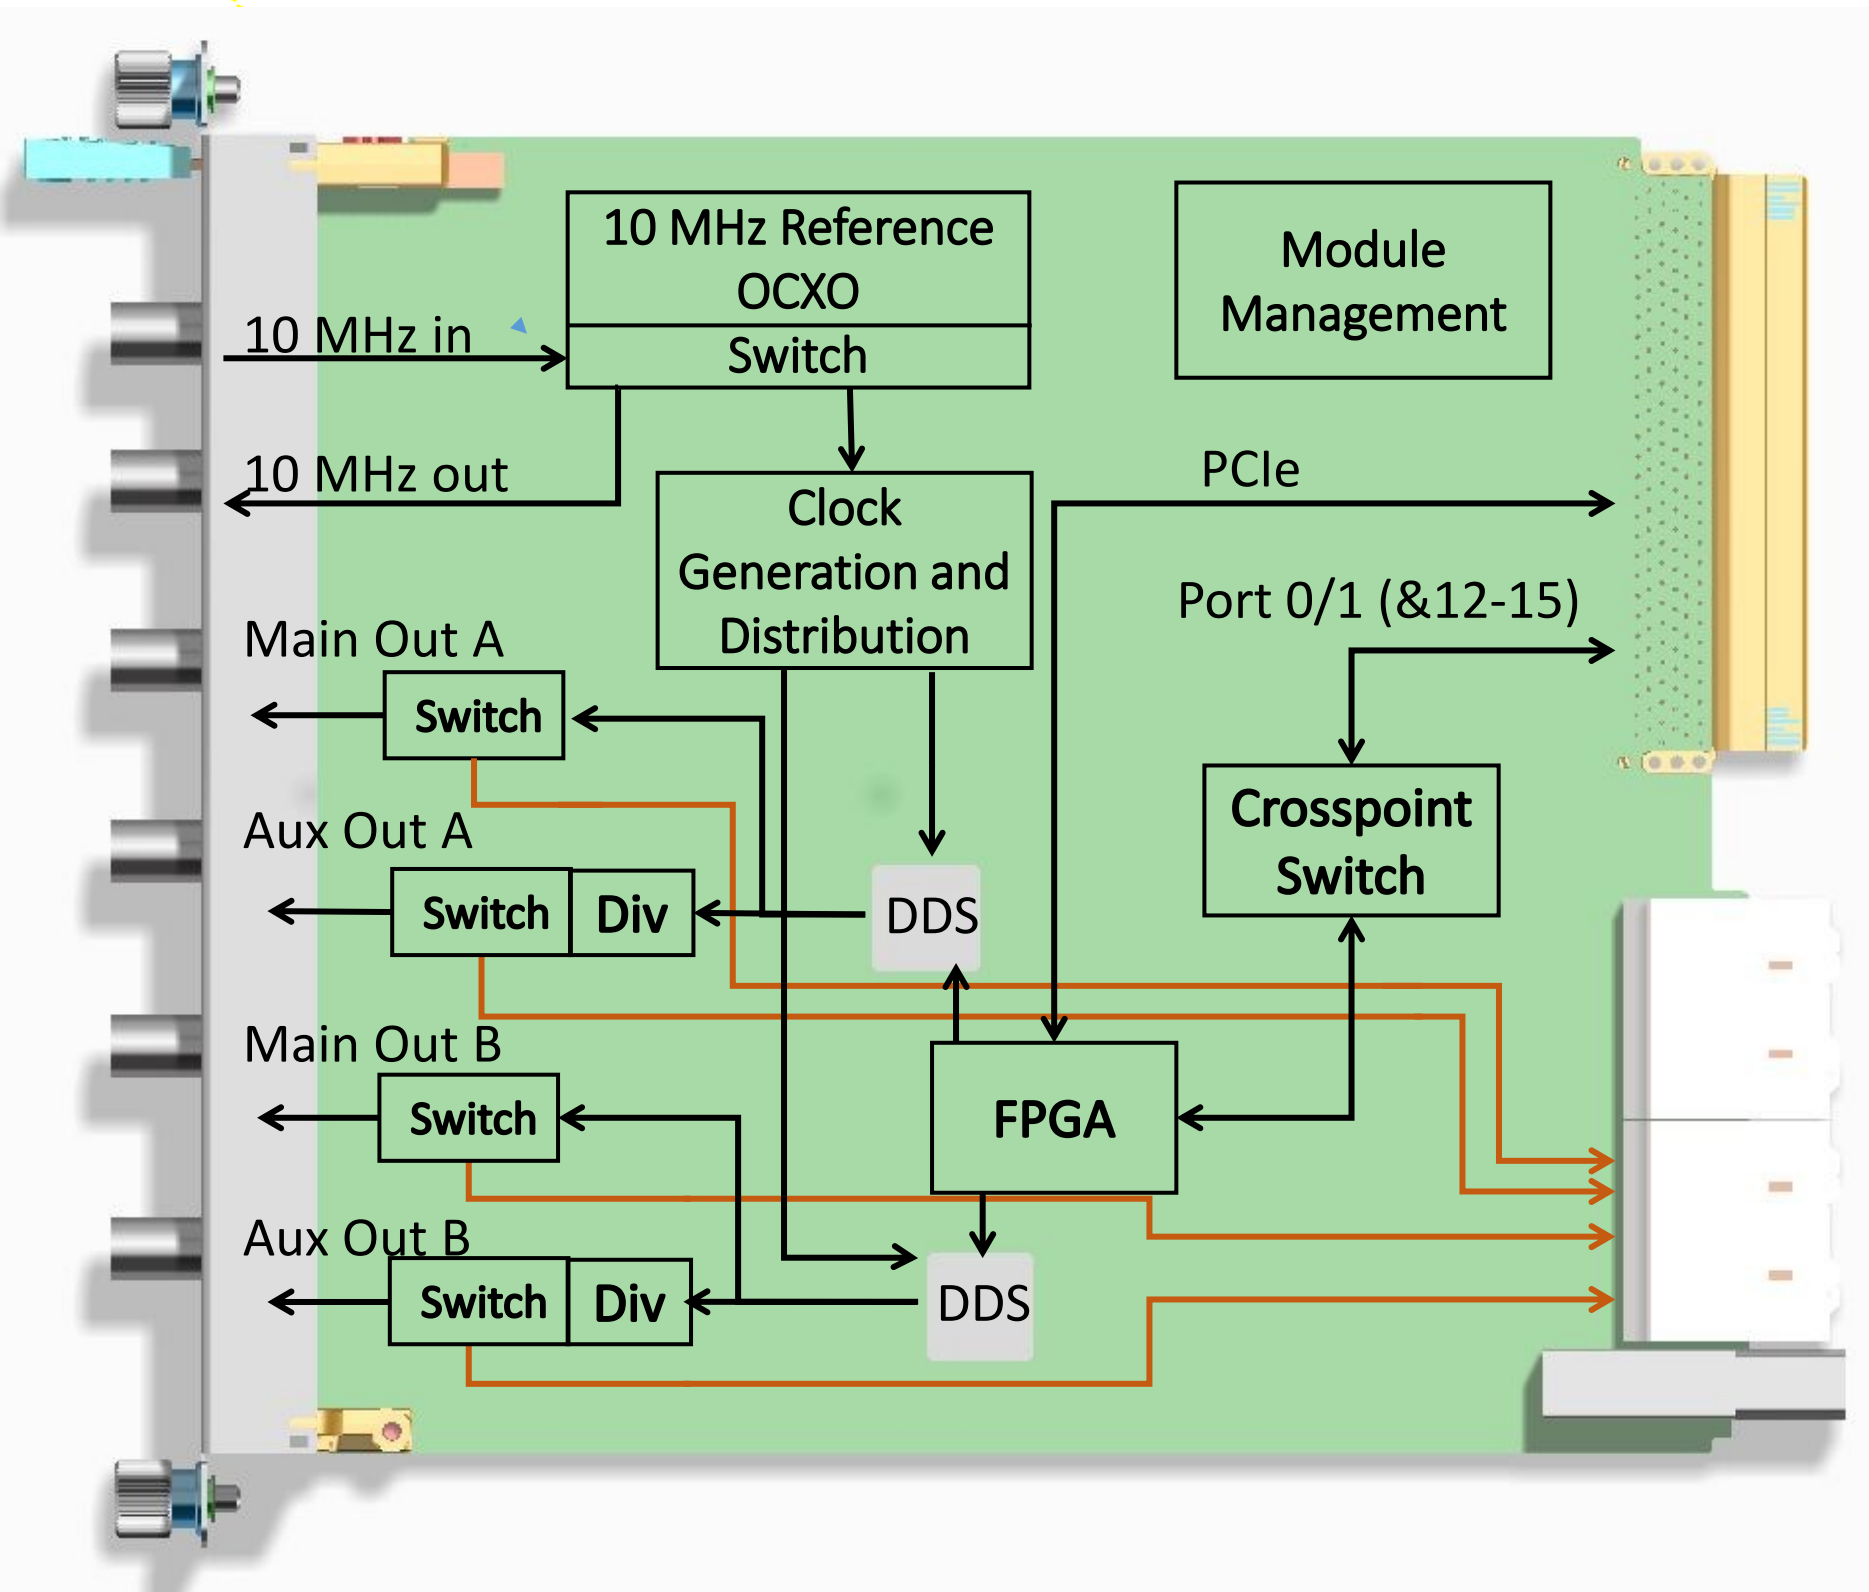 10 MHz Reference
OCXO
Switch
Module
Management
10 MHz in
10 MHz out
Clock
Generation and
Distribution
PCIe
Port 0/1 (&12-15)
Main Out A
Switch
Crosspoint
Switch
Aux Out A
Switch
Div
DDS
Main Out B
Switch
FPGA
Aux Out B
Switch
Div
DDS